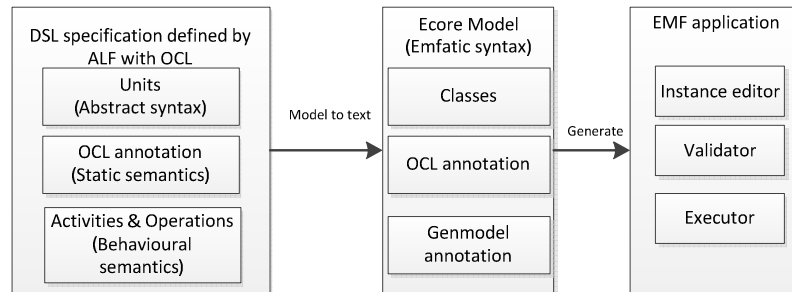 DSL specification defined by
ALF with OCL
Units
(Abstract syntax)
OCL annotation
(Static semantics)
Activities & Operations
(Behavioural
semantics)
Model to text
Ecore Model
(Emfatic syntax)
Classes
OCL annotation
Genmodel
annotation
Generate
EMF application
Instance editor
Validator
Executor